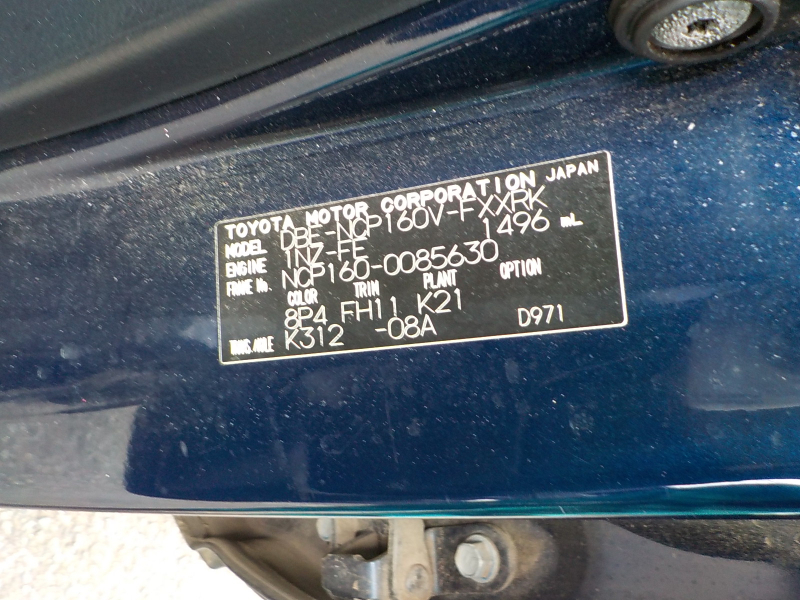 TOYOTA MOTOR CORPORATION JAPAN
MODEL DBE-NCP160V-FXXRK
ENGINE 1NZ-FE 1496 mL
FRAME No. NCP160-0085630
COLOR TRIM PLANT OPTION
8P4 FH11 K21
TRANS.AXLE K312 -08A D971